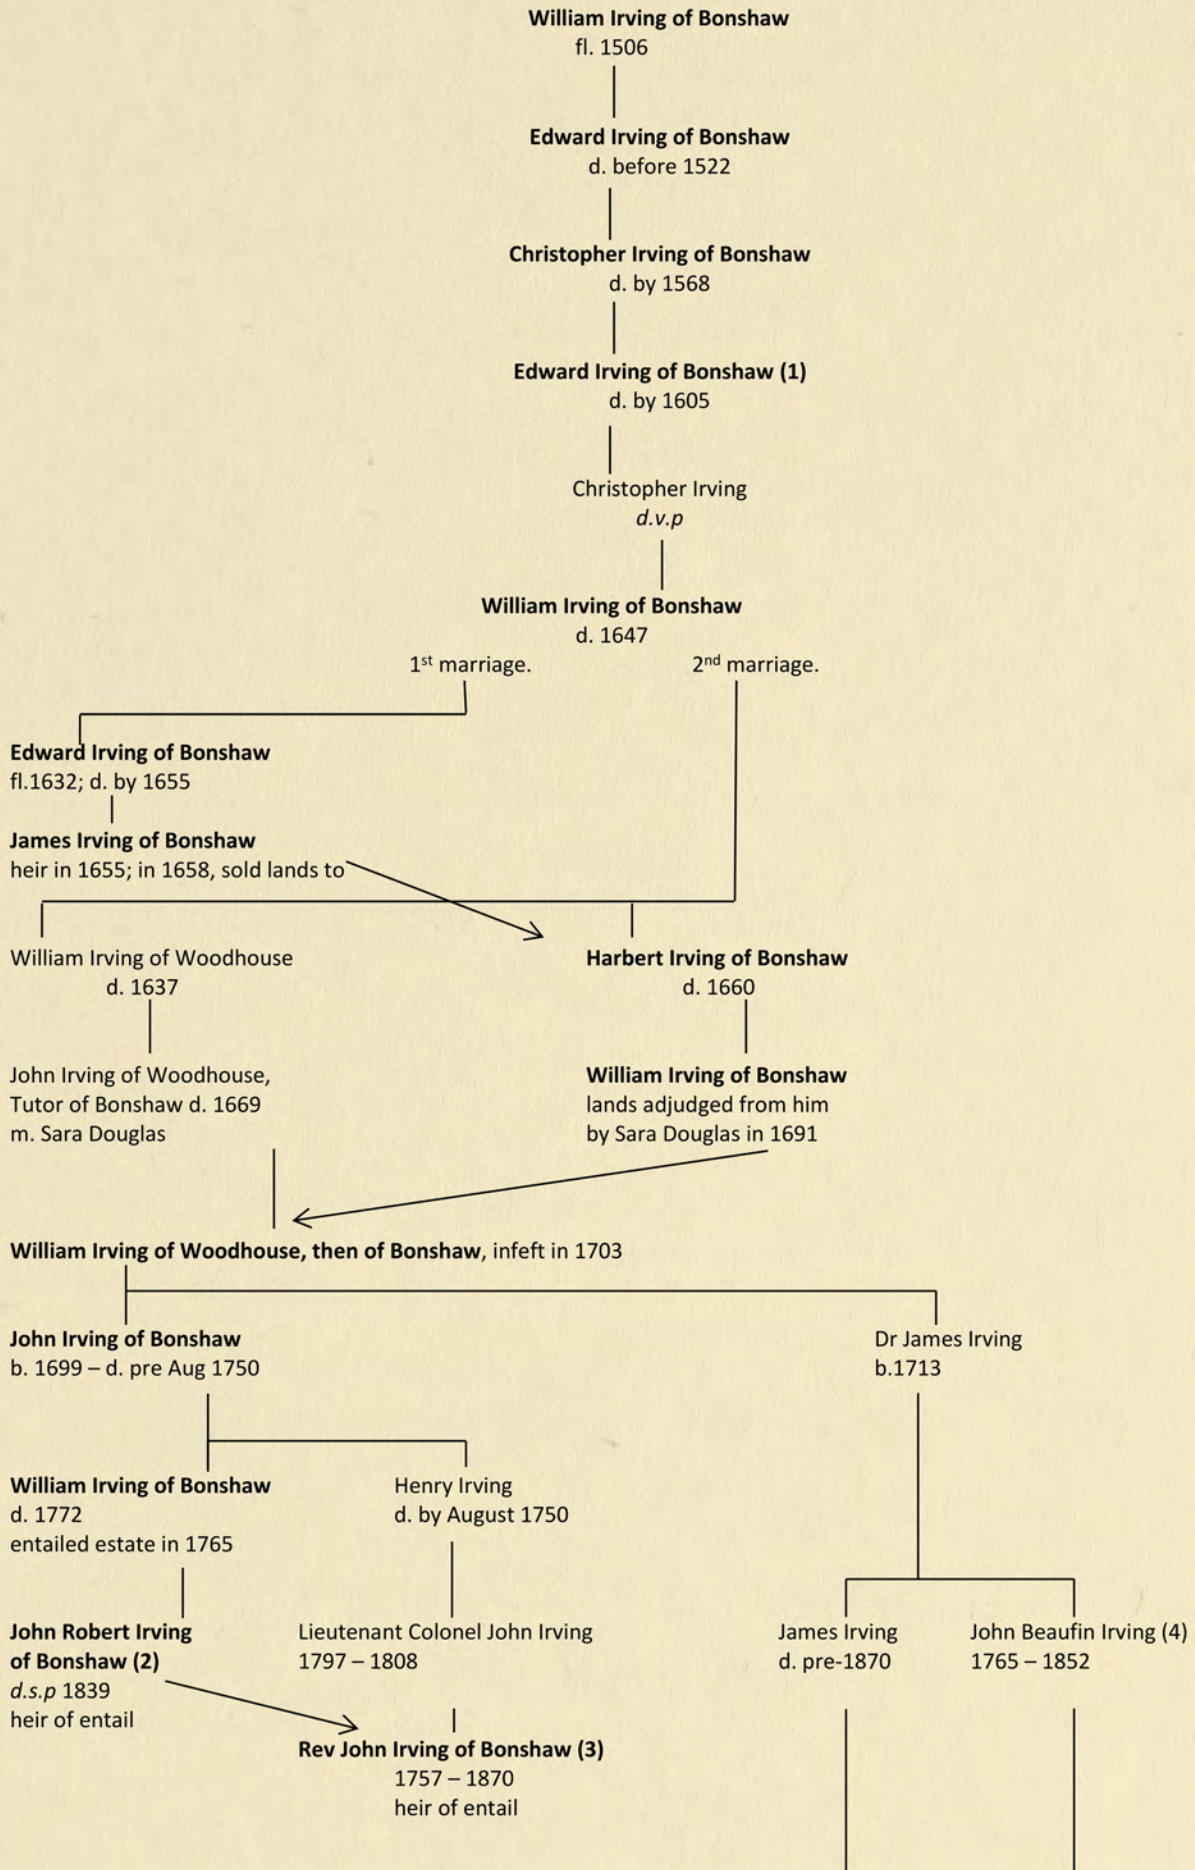 William Irving of Bonshaw
fl. 1506
Edward Irving of Bonshaw
d. before 1522
Christopher Irving of Bonshaw
d. by 1568
Edward Irving of Bonshaw (1)
d. by 1605
Christopher Irving
d.v.p
William Irving of Bonshaw
d. 1647
1st marriage.
2nd marriage.
Edward Irving of Bonshaw
fl.1632; d. by 1655
James Irving of Bonshaw
heir in 1655; in 1658, sold lands to
William Irving of Woodhouse
d. 1637
Harbert Irving of Bonshaw
d. 1660
John Irving of Woodhouse,
Tutor of Bonshaw d. 1669
m. Sara Douglas
William Irving of Bonshaw
lands adjudged from him
by Sara Douglas in 1691
William Irving of Woodhouse, then of Bonshaw, infeft in 1703
John Irving of Bonshaw
b. 1699 – d. pre Aug 1750
Dr James Irving
b.1713
William Irving of Bonshaw
d. 1772
entailed estate in 1765
Henry Irving
d. by August 1750
John Robert Irving
of Bonshaw (2)
d.s.p 1839
heir of entail
Lieutenant Colonel John Irving
1797 – 1808
James Irving
d. pre-1870
John Beaufin Irving (4)
1765 – 1852
Rev John Irving of Bonshaw (3)
1757 – 1870
heir of entail